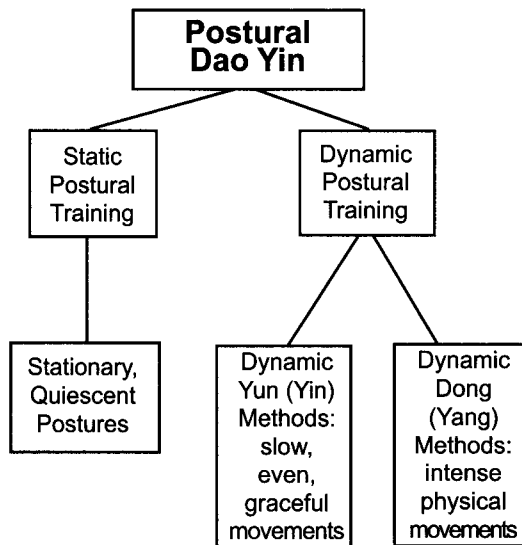 Postural
Dao Yin
Static
Postural
Training
Dynamic
Postural
Training
Stationary,
Quiescent
Postures
Dynamic
Yun (Yin)
Methods:
slow,
even,
graceful
movements
Dynamic
Dong
(Yang)
Methods:
intense
physical
movements